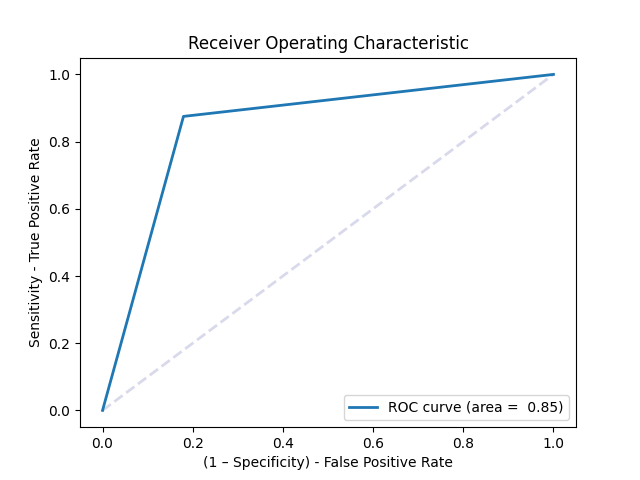 Receiver Operating Characteristic
1.0
0.8
0.6
0.4
0.2
0.0
Sensitivity - True Positive Rate
ROC curve (area =  0.85)
0.0 0.2 0.4 0.6 0.8 1.0
(1 – Specificity) - False Positive Rate